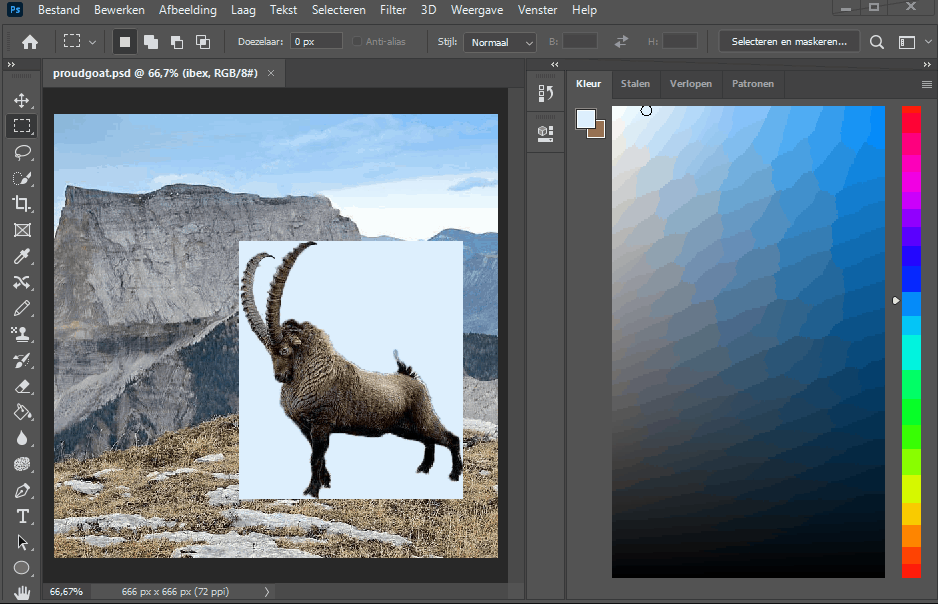 Ps Bestand Bewerken Afbeelding Laag Tekst Selecteren Filter 3D Weergave Venster Help
Doezelaar: 0 px Anti-alias Stijl: Normaal B: H: Selecteren en maskeren...
proudgoat.psd @ 66,7% (ibex, RGB/8#) ×
Kleur Stalen Verlopen Patronen
66,67% 666 px x 666 px (72 ppi)